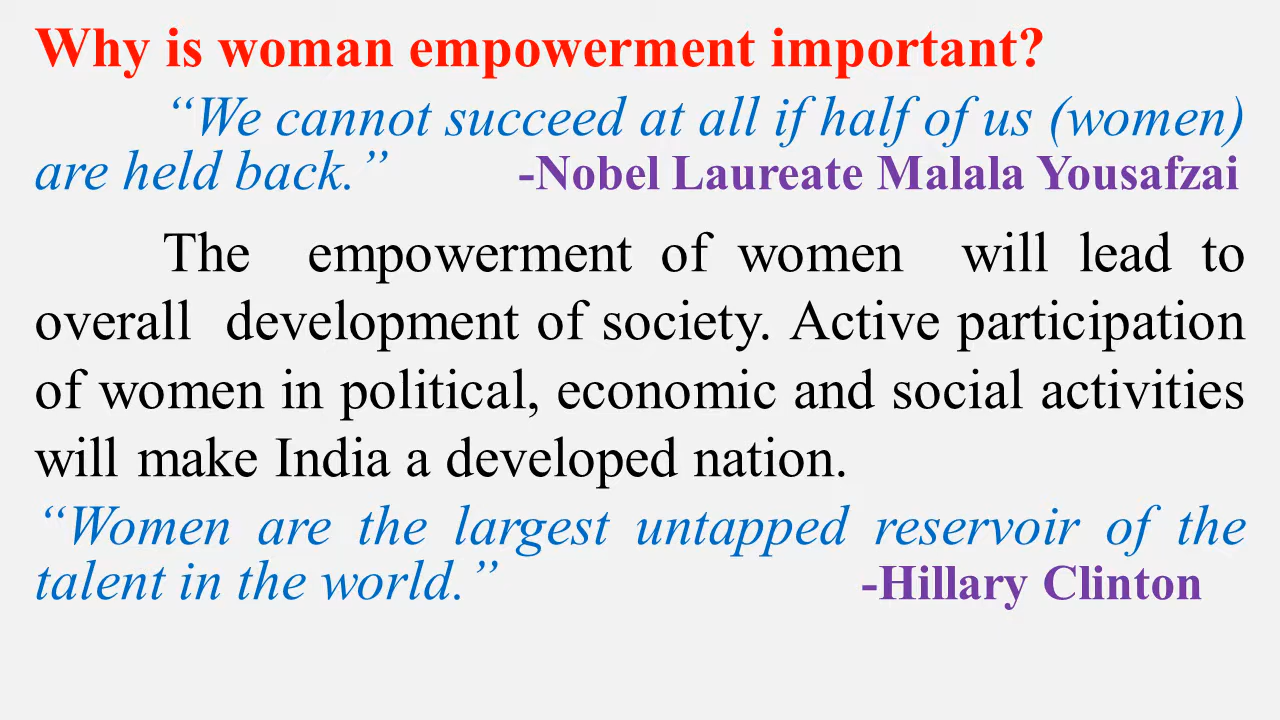 Why is woman empowerment important?
“We cannot succeed at all if half of us (women)
are held back.” -Nobel Laureate Malala Yousafzai
The empowerment of women will lead to
overall development of society. Active participation
of women in political, economic and social activities
will make India a developed nation.
“Women are the largest untapped reservoir of the
talent in the world.” -Hillary Clinton